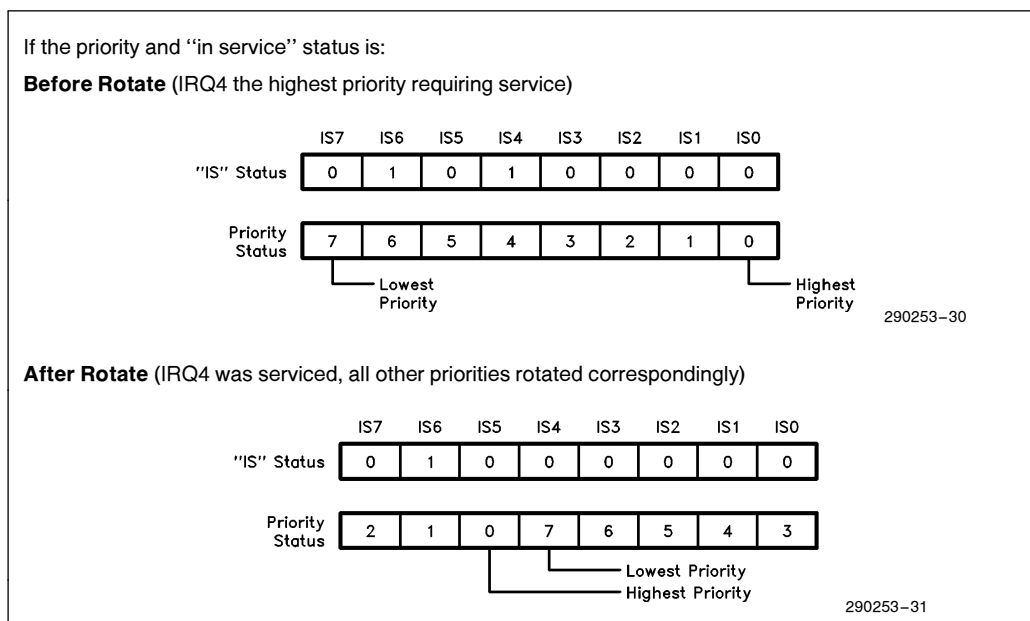 If the priority and ‘‘in service’’ status is:
Before Rotate (IRQ4 the highest priority requiring service)
IS7 IS6 IS5 IS4 IS3 IS2 IS1 IS0
"IS" Status 0 1 0 1 0 0 0 0
Priority
Status
7 6 5 4 3 2 1 0
Lowest
Priority
Highest
Priority
290253–30
After Rotate (IRQ4 was serviced, all other priorities rotated correspondingly)
IS7 IS6 IS5 IS4 IS3 IS2 IS1 IS0
"IS" Status 0 1 0 0 0 0 0 0
Priority
Status
2 1 0 7 6 5 4 3
Lowest Priority
Highest Priority
290253–31